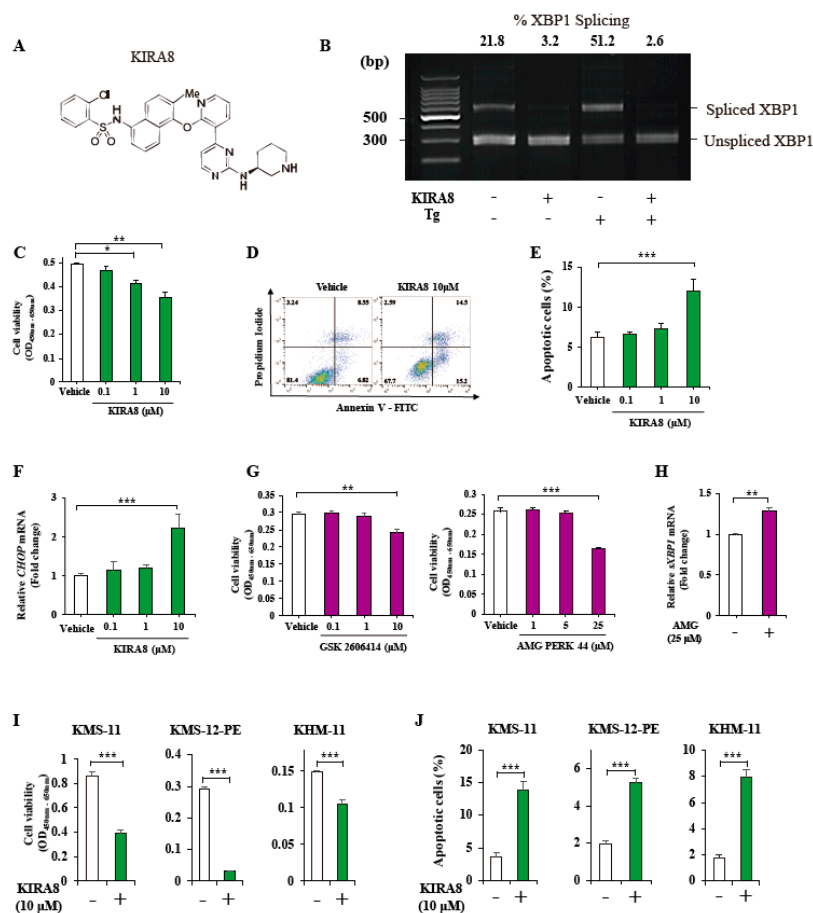 % XBP1 Splicing
A
KIRA8
B
21.8 3.2 51.2 2.6
(bp)
500
300
Spliced XBP1
Unspliced XBP1
KIRA8 - + - +
Tg - - + +
Cl
Me
N
O
S
O O
NH
N
N
N
H
NH
C
Cell viability
(OD450nm - 650nm)
0.5
0.4
0.3
0.2
0.1
0
*
**
Vehicle 0.1 1 10
KIRA8 (μM)
D
Vehicle
KIRA8 10μM
3.24 8.55
81.4 6.82
2.59 14.5
67.7 15.2
Propidium Iodide
Annexin V - FITC
E
Apoptotic cells (%)
15
10
5
0
***
Vehicle 0.1 1 10
KIRA8 (μM)
F
Relative CHOP mRNA
(Fold change)
3
2
1
0
***
Vehicle 0.1 1 10
KIRA8 (μM)
G
Cell viability
(OD450nm - 650nm)
0.3
0.25
0.2
0.15
0.1
0.05
0
**
Vehicle 0.1 1 10
GSK 2606414 (μM)
Cell viability
(OD450nm - 650nm)
0.3
0.25
0.2
0.15
0.1
0.05
0
***
Vehicle 1 5 25
AMG PERK 44 (μM)
H
Relative sXBP1 mRNA
(Fold change)
1.5
1
0.5
0
**
AMG - +
(25 μM)
I
KMS-11
KMS-12-PE
KHM-11
Cell viability
(OD450nm - 650nm)
1
0.8
0.6
0.4
0.2
0
***
0.4
0.3
0.2
0.1
0
***
0.15
0.1
0.05
0
***
KIRA8 - + - + - +
(10 μM)
J
KMS-11
KMS-12-PE
KHM-11
Apoptotic cells (%)
20
15
10
5
0
***
6
4
2
0
***
10
8
6
4
2
0
***
KIRA8 - + - + - +
(10 μM)